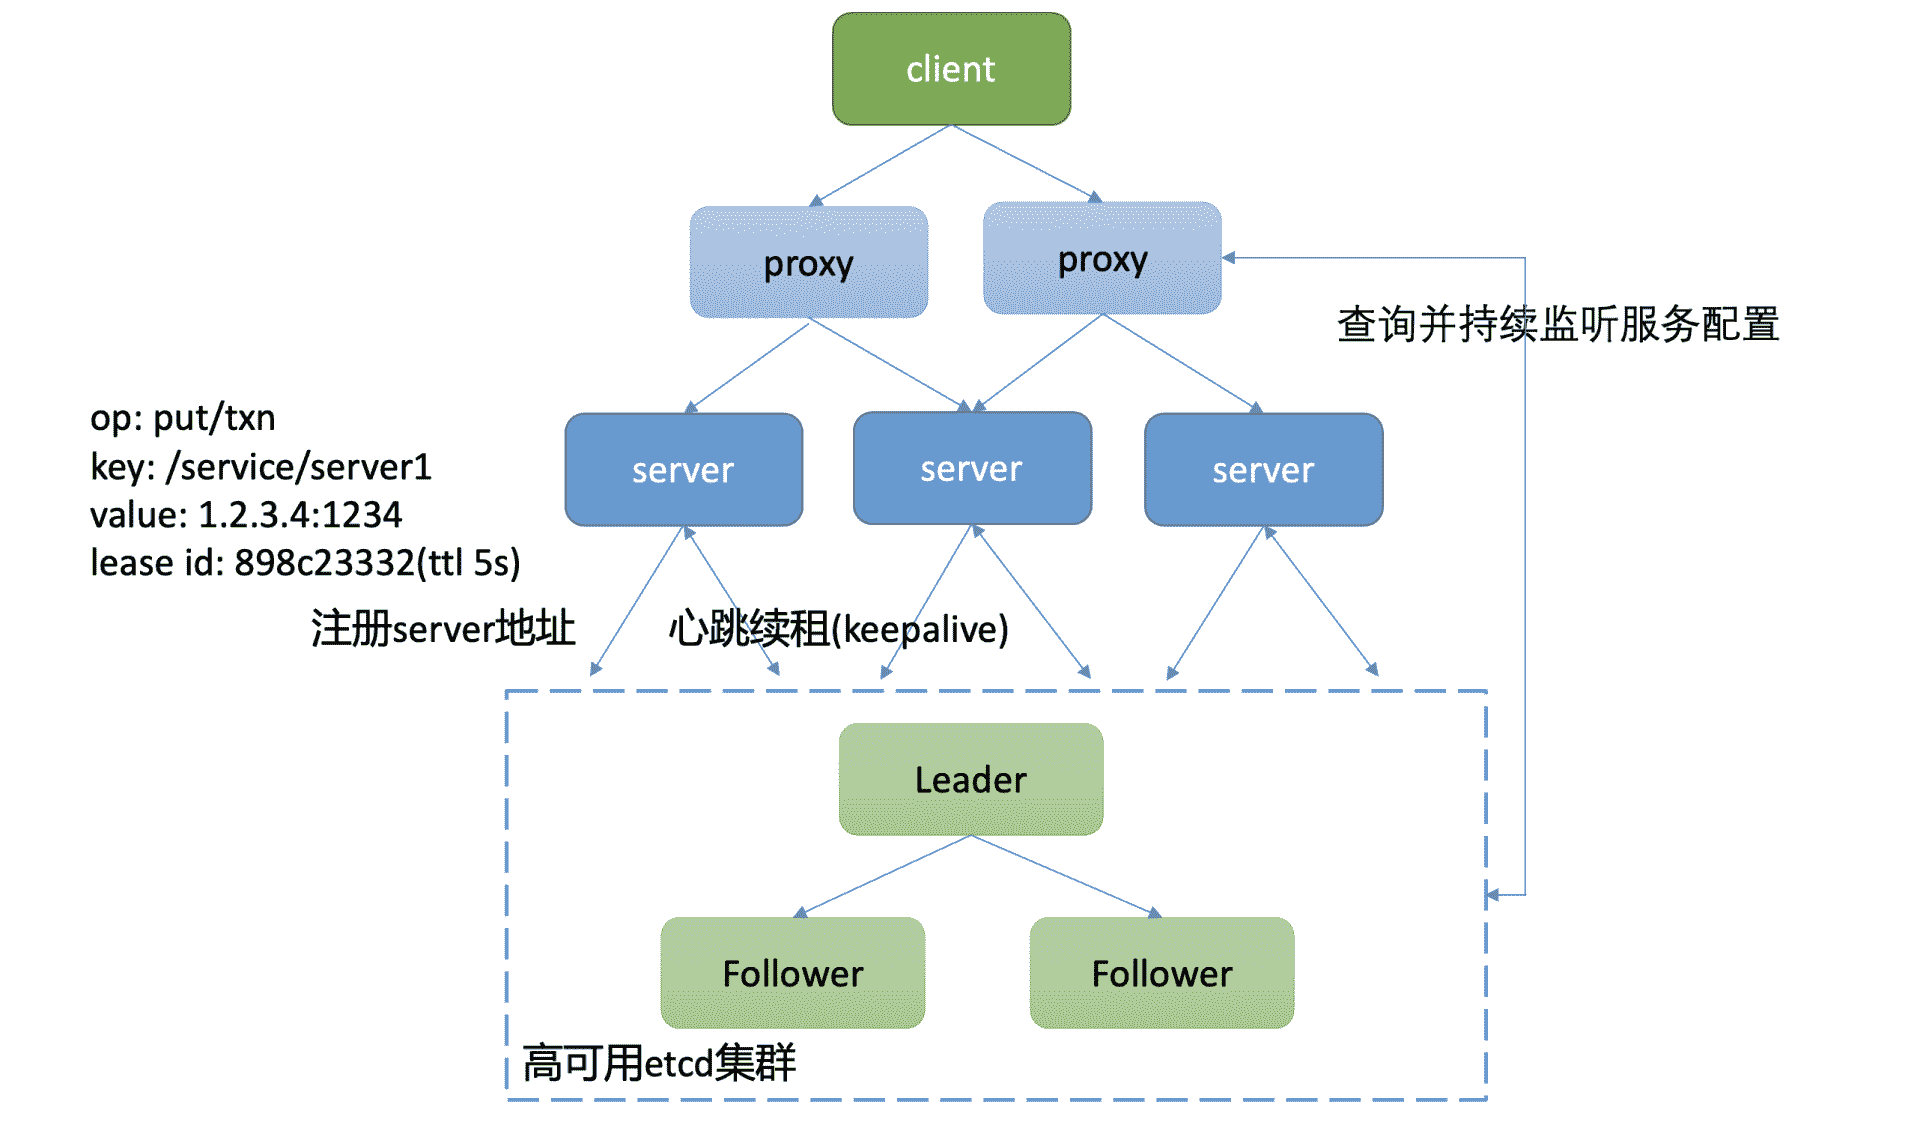 client
proxy
proxy
查询并持续监听服务配置
op: put/txn
key: /service/server1
value: 1.2.3.4:1234
lease id: 898c23332(ttl 5s)
server
server
server
注册server地址
心跳续租(keepalive)
Leader
Follower
Follower
高可用etcd集群